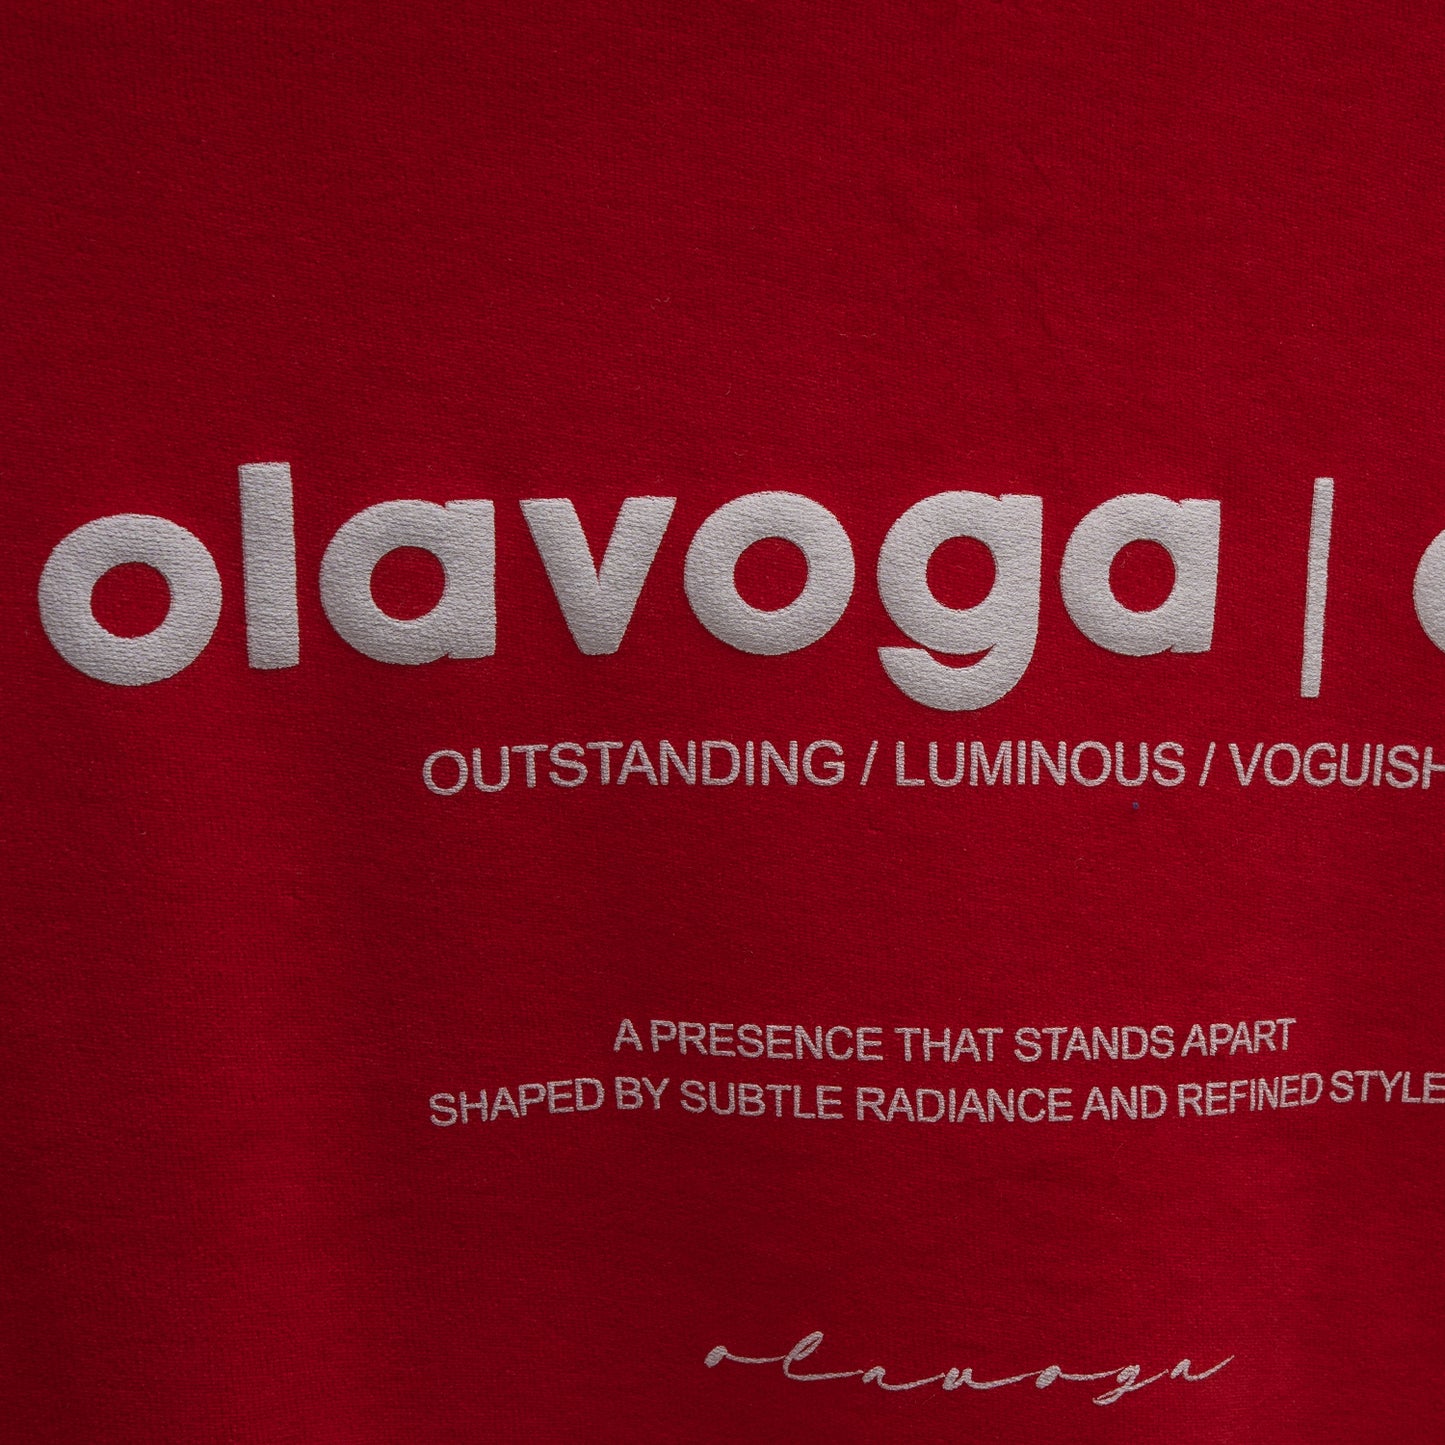 olavoga |
OUTSTANDING / LUMINOUS / VOGUISH
A PRESENCE THAT STANDS APART
SHAPED BY SUBTLE RADIANCE AND REFINED STYLE
olavoga